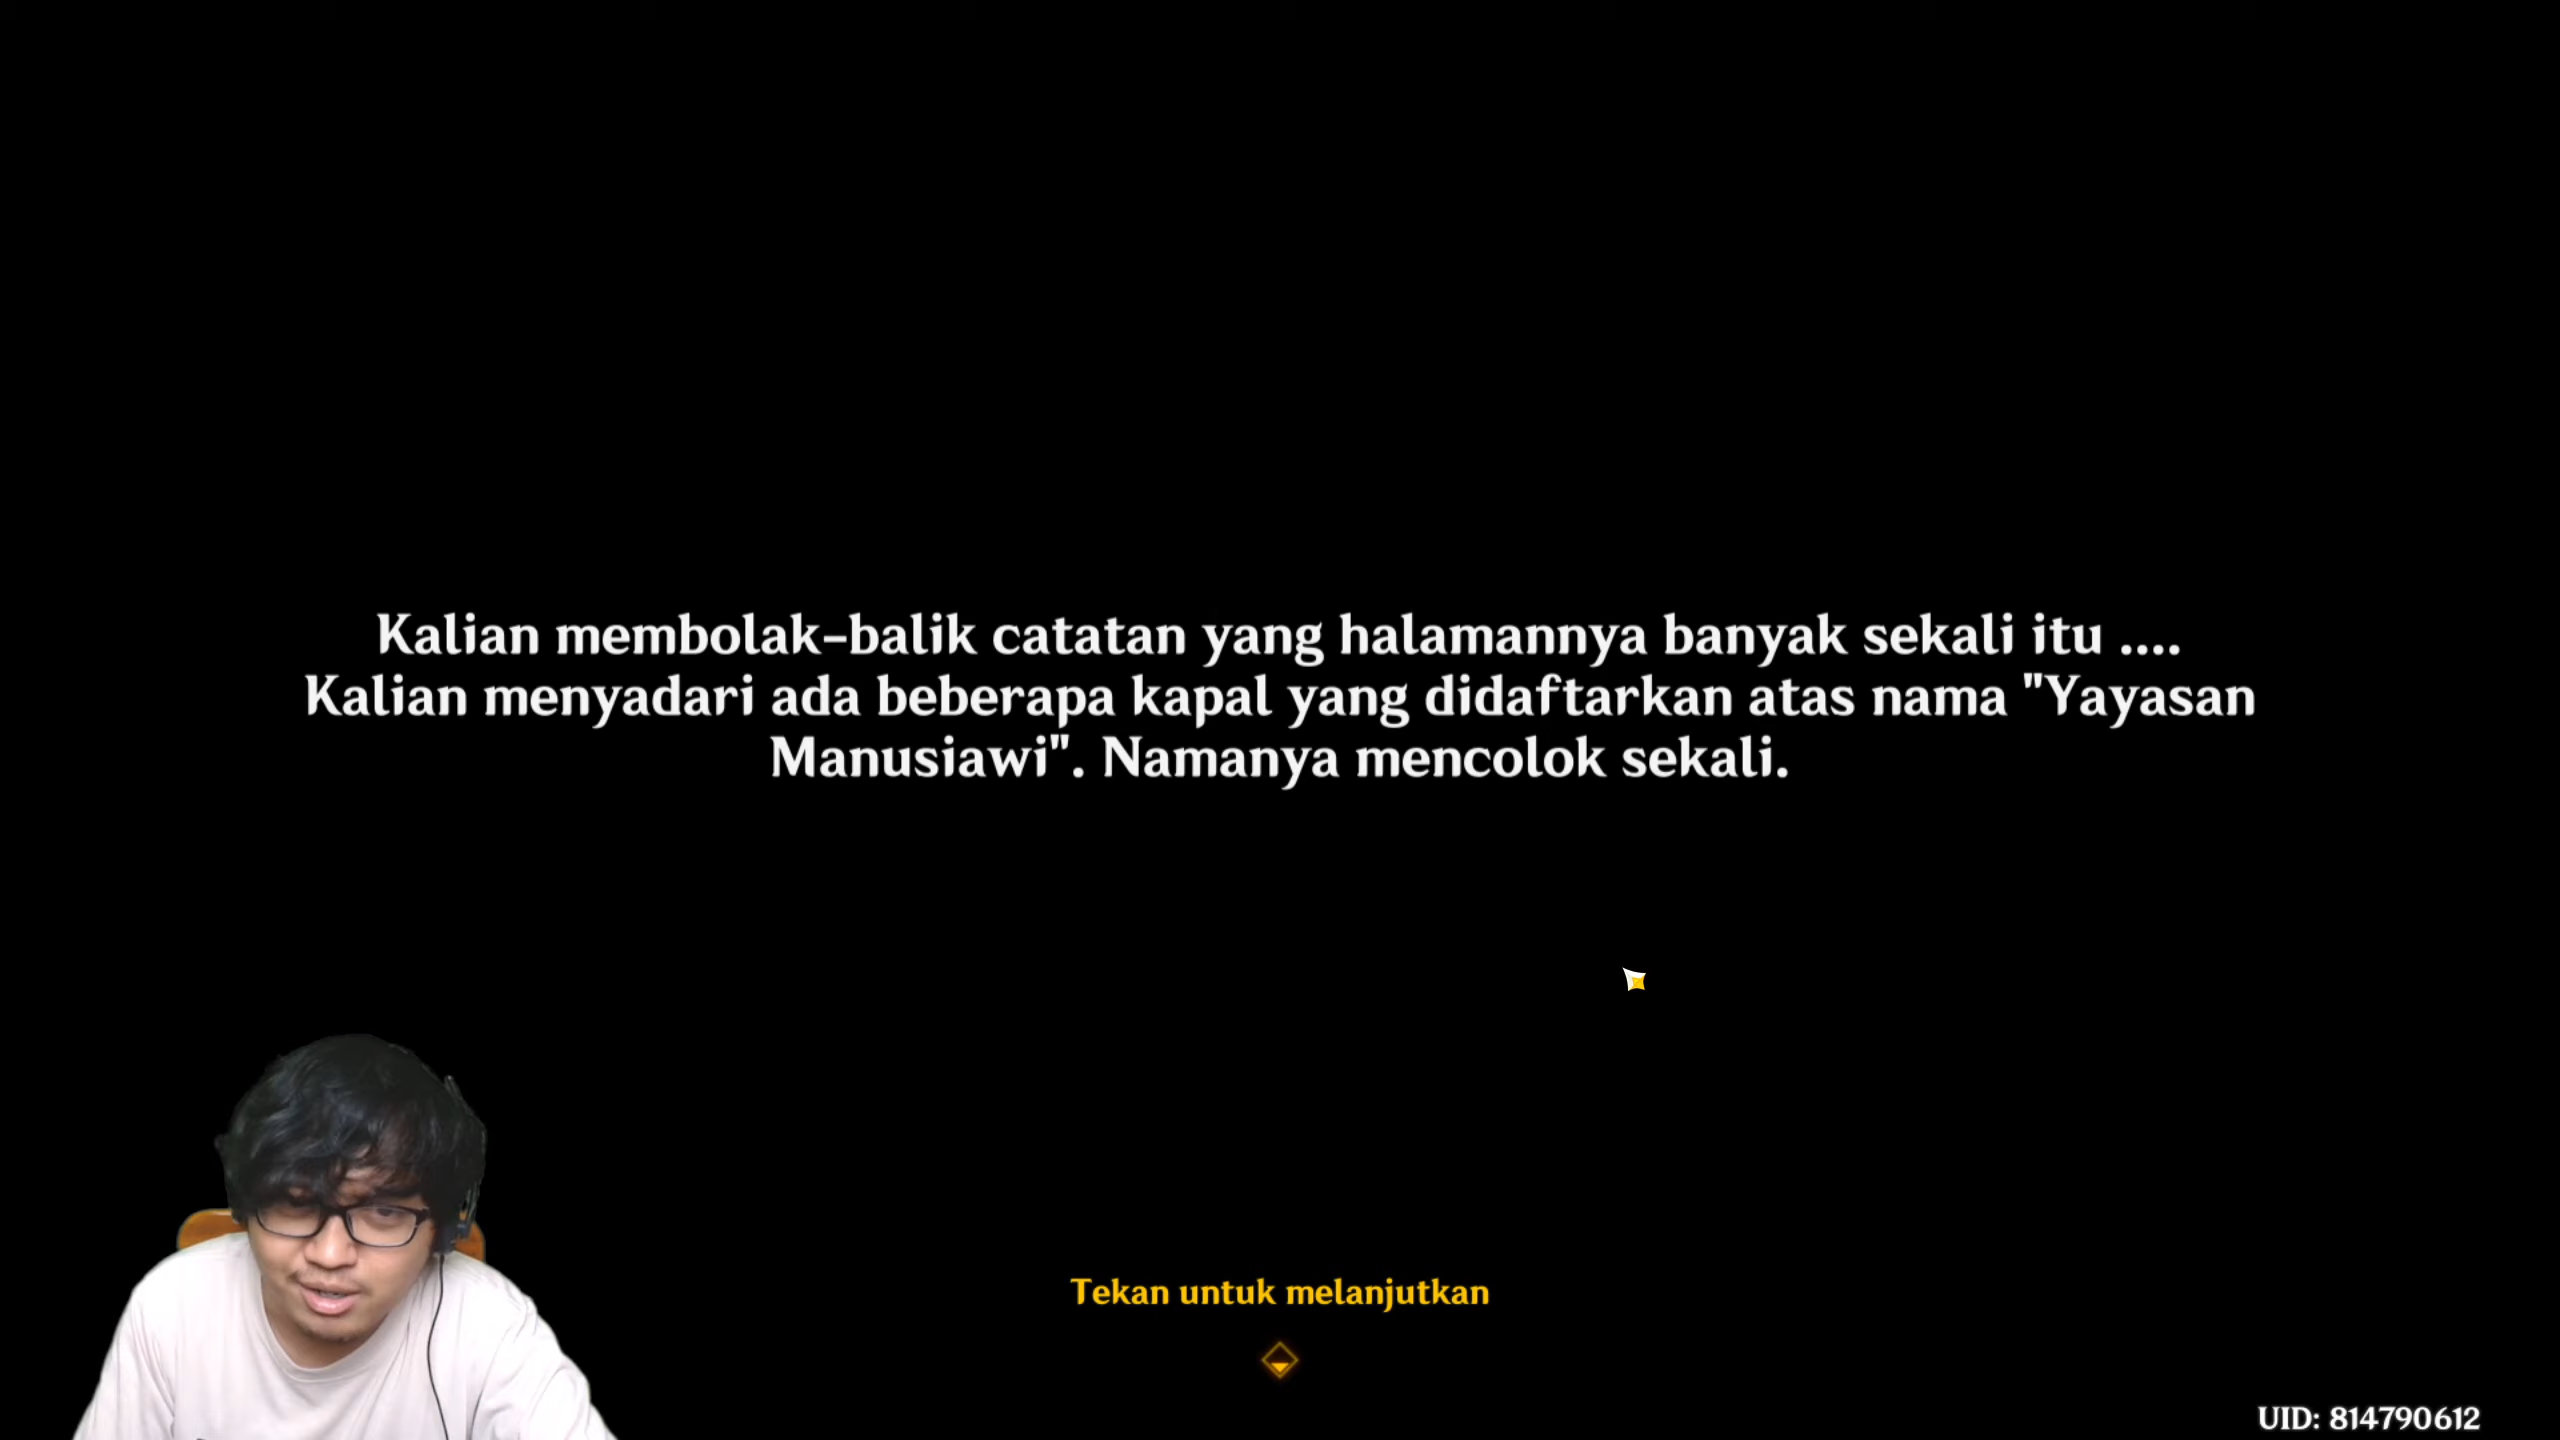 Kalian membolak-balik catatan yang halamannya banyak sekali itu ....
Kalian menyadari ada beberapa kapal yang didaftarkan atas nama "Yayasan
Manusiawi". Namanya mencolok sekali.
Tekan untuk melanjutkan
UID: 814790612